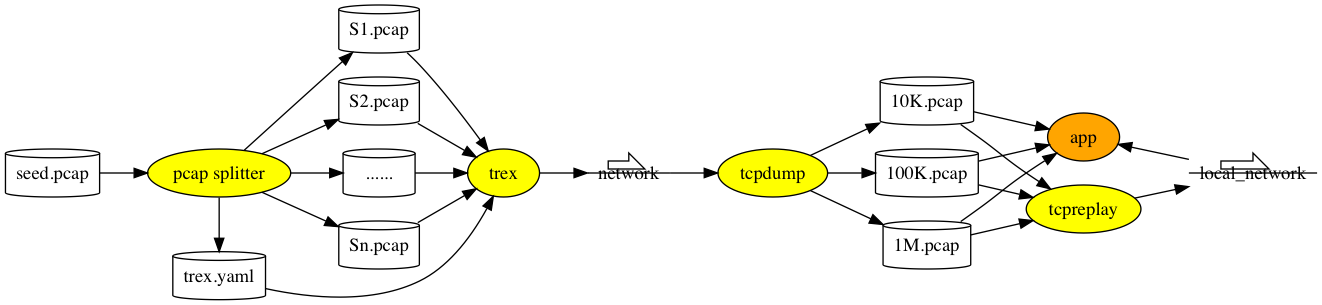 S1.pcap
S2.pcap
10K.pcap
app
seed.pcap
pcap splitter
......
trex
network
tcpdump
100K.pcap
local_network
tcpreplay
Sn.pcap
1M.pcap
trex.yaml